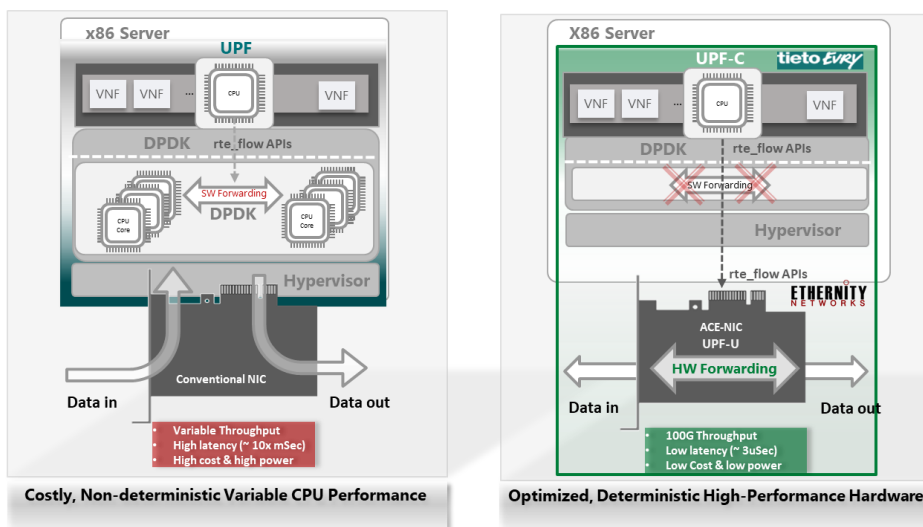 x86 Server
UPF
VNF
VNF
...
CPU
VNF
DPDK
rte_flow APIs
SW Forwarding
DPDK
CPU
Core
CPU
Core
Hypervisor
Conventional NIC
Data in
Data out
• Variable Throughput
• High latency (~ 10x mSec)
• High cost & high power
Costly, Non-deterministic Variable CPU Performance
X86 Server
UPF-C
tieto Evry
VNF
VNF
...
CPU
VNF
DPDK
rte_flow APIs
SW Forwarding
Hypervisor
rte_flow APIs
ETHERNITY
NETWORKS
ACE-NIC
UPF-U
HW Forwarding
Data in
Data out
• 100G Throughput
• Low latency (~ 3uSec)
• Low Cost & low power
Optimized, Deterministic High-Performance Hardware